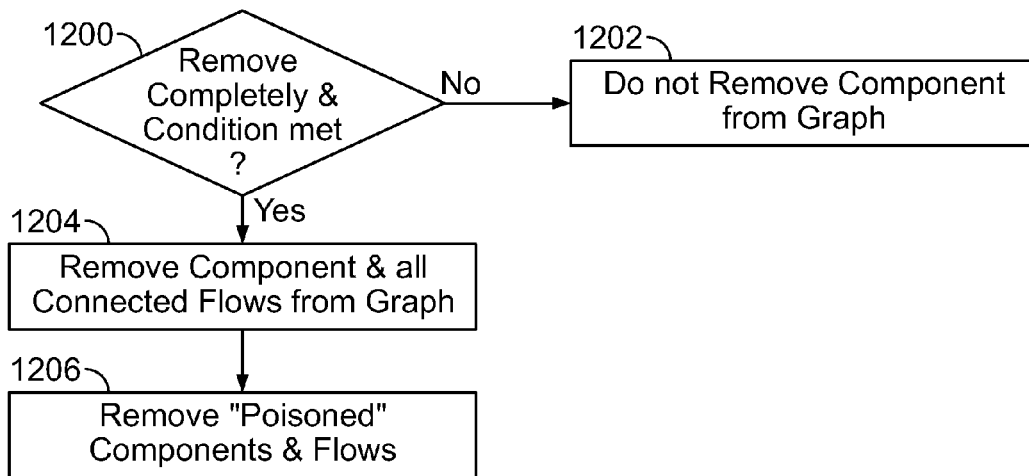 1200
Remove
Completely &
Condition met
?
No
1202
Do not Remove Component
from Graph
Yes
1204
Remove Component & all
Connected Flows from Graph
1206
Remove "Poisoned"
Components & Flows